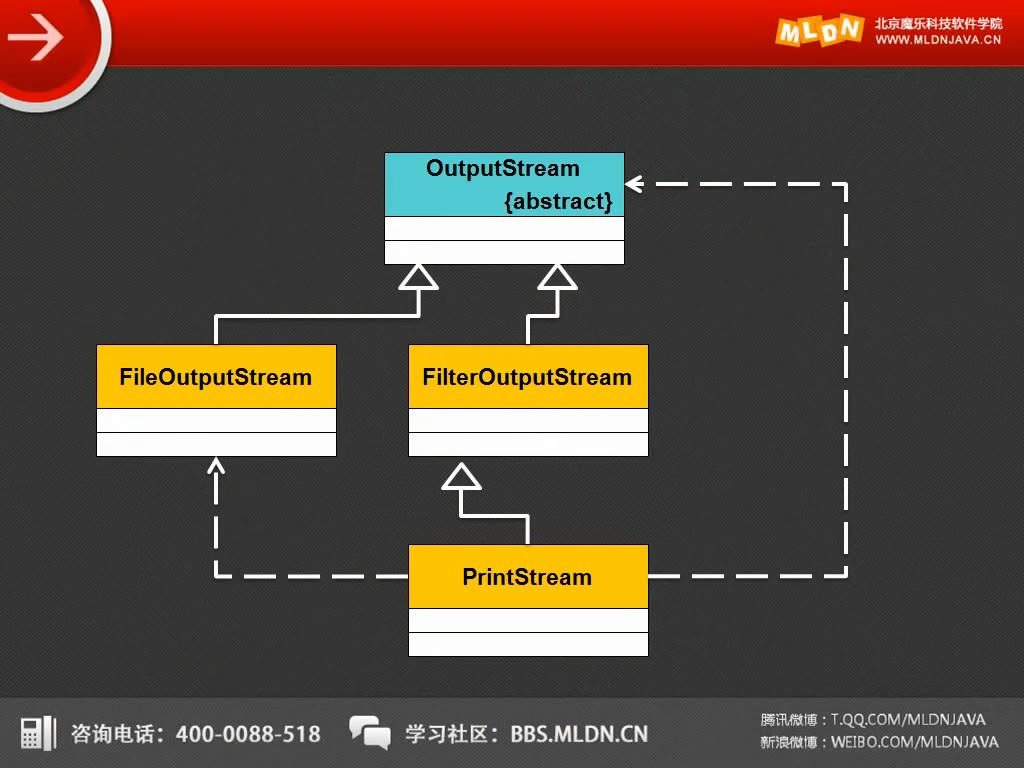 MLDN
北京魔乐科技软件学院
WWW.MLDNJAVA.CN
OutputStream
{abstract}
FileOutputStream
FilterOutputStream
PrintStream
咨询电话：400-0088-518
学习社区：BBS.MLDN.CN
腾讯微博：T.QQ.COM/MLDNJAVA
新浪微博：WEIBO.COM/MLDNJAVA